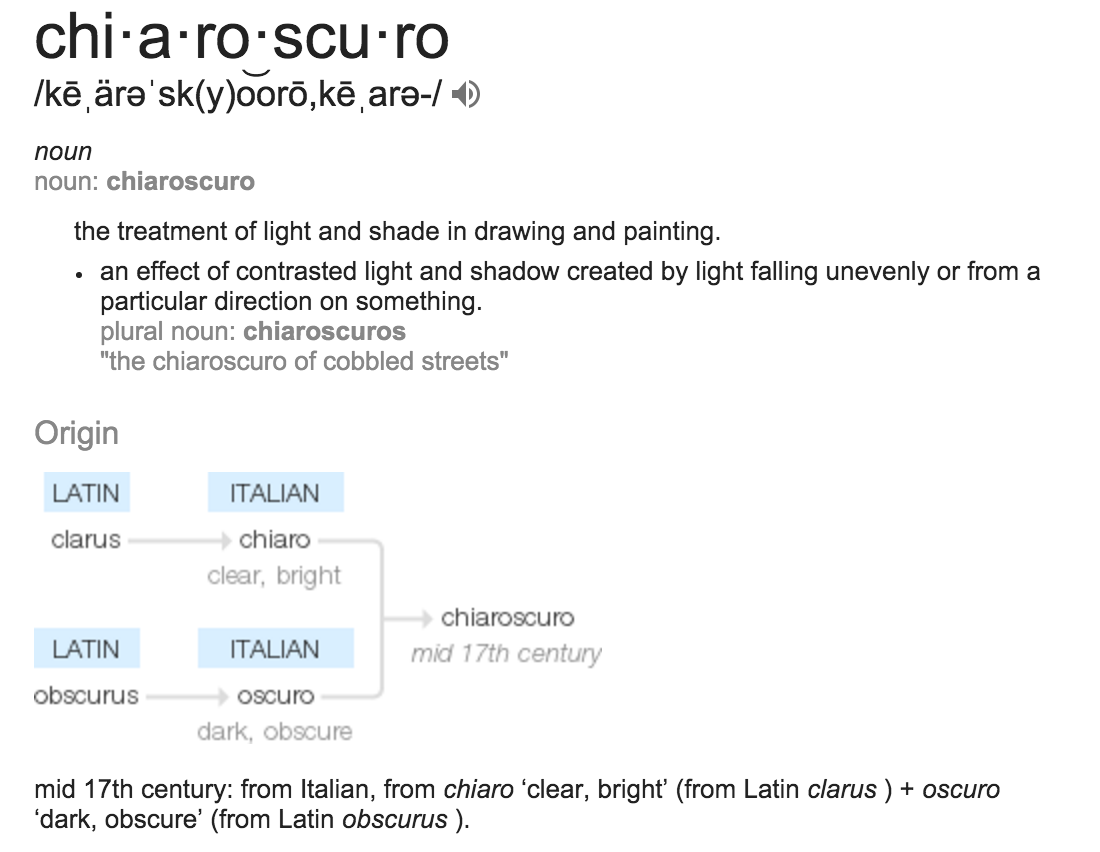 chi·a·ro·scu·ro
/kēˌärəˈsk(y)o͝orō,kēˌarə-/
noun
noun: chiaroscuro
the treatment of light and shade in drawing and painting.
• an effect of contrasted light and shadow created by light falling unevenly or from a
particular direction on something.
plural noun: chiaroscuros
"the chiaroscuro of cobbled streets"
Origin
LATIN ITALIAN
clarus chiaro
clear, bright
chiaroscuro
mid 17th century
LATIN ITALIAN
obscurus oscuro
dark, obscure
mid 17th century: from Italian, from chiaro ‘clear, bright’ (from Latin clarus ) + oscuro
‘dark, obscure’ (from Latin obscurus ).